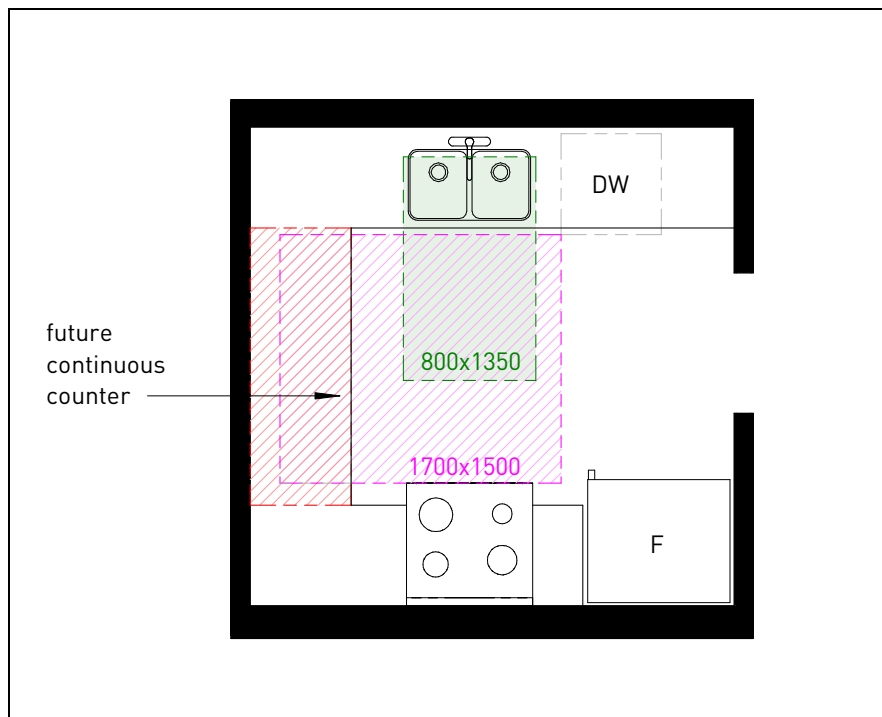 DW
future
continuous
counter
800x1350
1700x1500
F